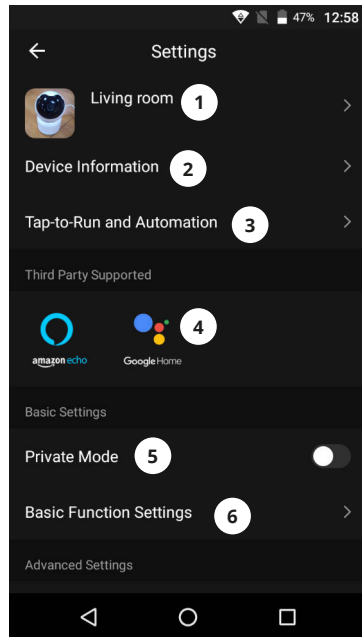 47% 12:58
Settings
Living room 1
Device Information 2
Tap-to-Run and Automation 3
Third Party Supported
4
amazon echo Google Home
Basic Settings
Private Mode 5
Basic Function Settings 6
Advanced Settings